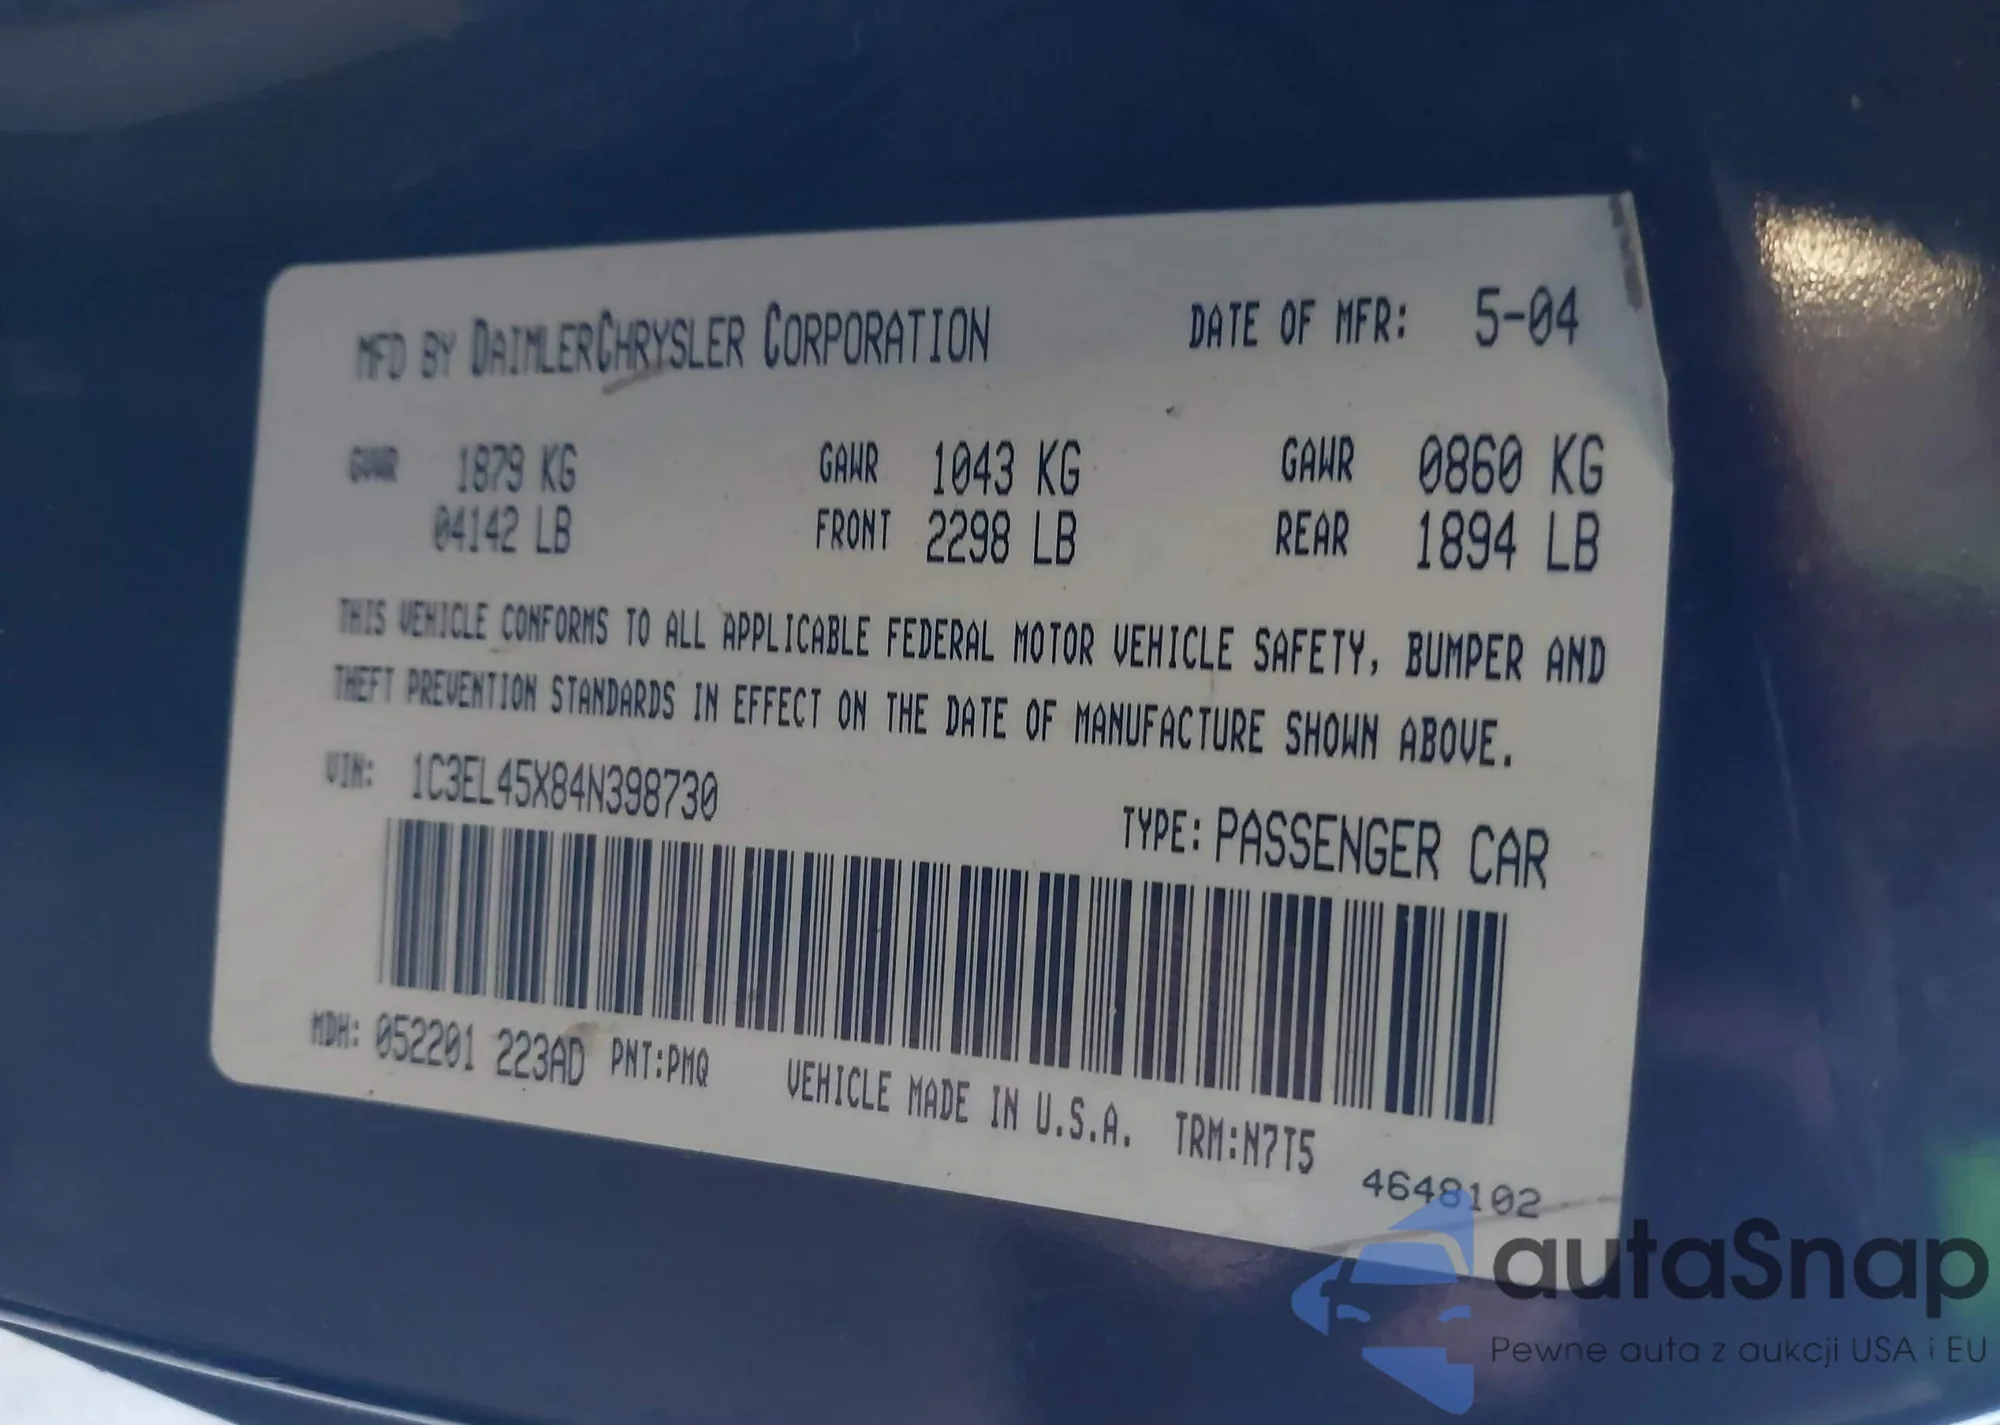 MFD BY DAIMLERCHRYSLER CORPORATION DATE OF MFR: 5-04
GVWR 1879 KG GAWR 1043 KG GAWR 0860 KG
04142 LB FRONT 2298 LB REAR 1894 LB
THIS VEHICLE CONFORMS TO ALL APPLICABLE FEDERAL MOTOR VEHICLE SAFETY, BUMPER AND
THEFT PREVENTION STANDARDS IN EFFECT ON THE DATE OF MANUFACTURE SHOWN ABOVE.
VIN: 1C3EL45X84N398730
TYPE: PASSENGER CAR
MDH: 052201 223AD PNT:PMQ VEHICLE MADE IN U.S.A. TRM:N7T5
4648102
autaSnap
Pewne auta z aukcji USA i EU